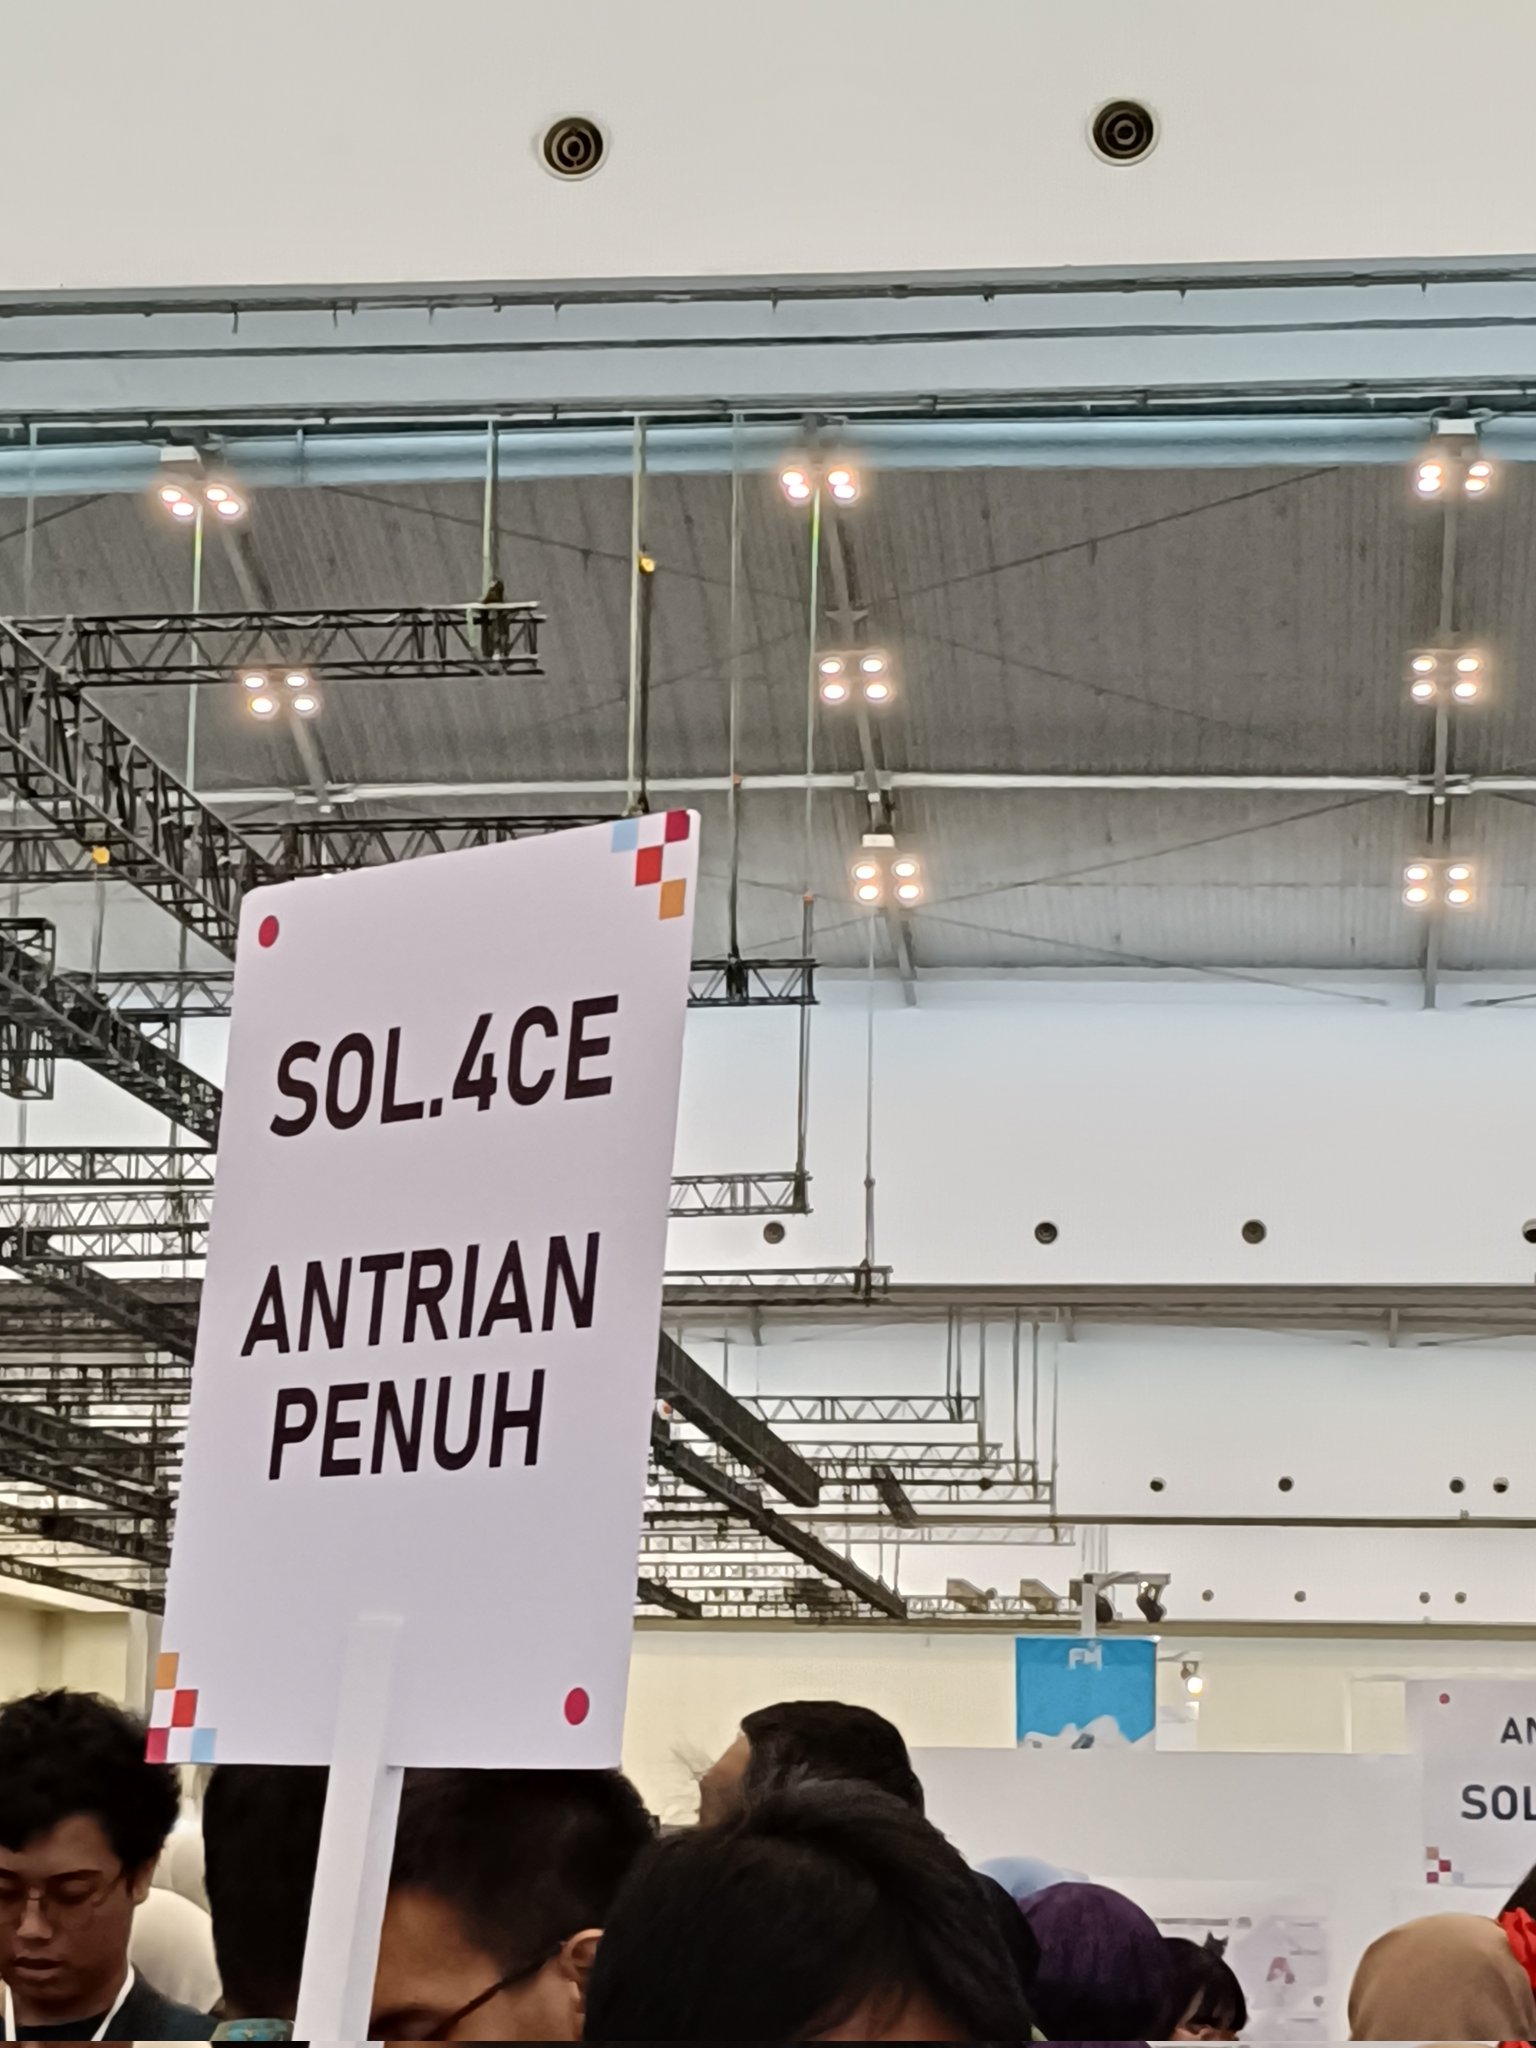 SOL.4CE
ANTRIAN
PENUH